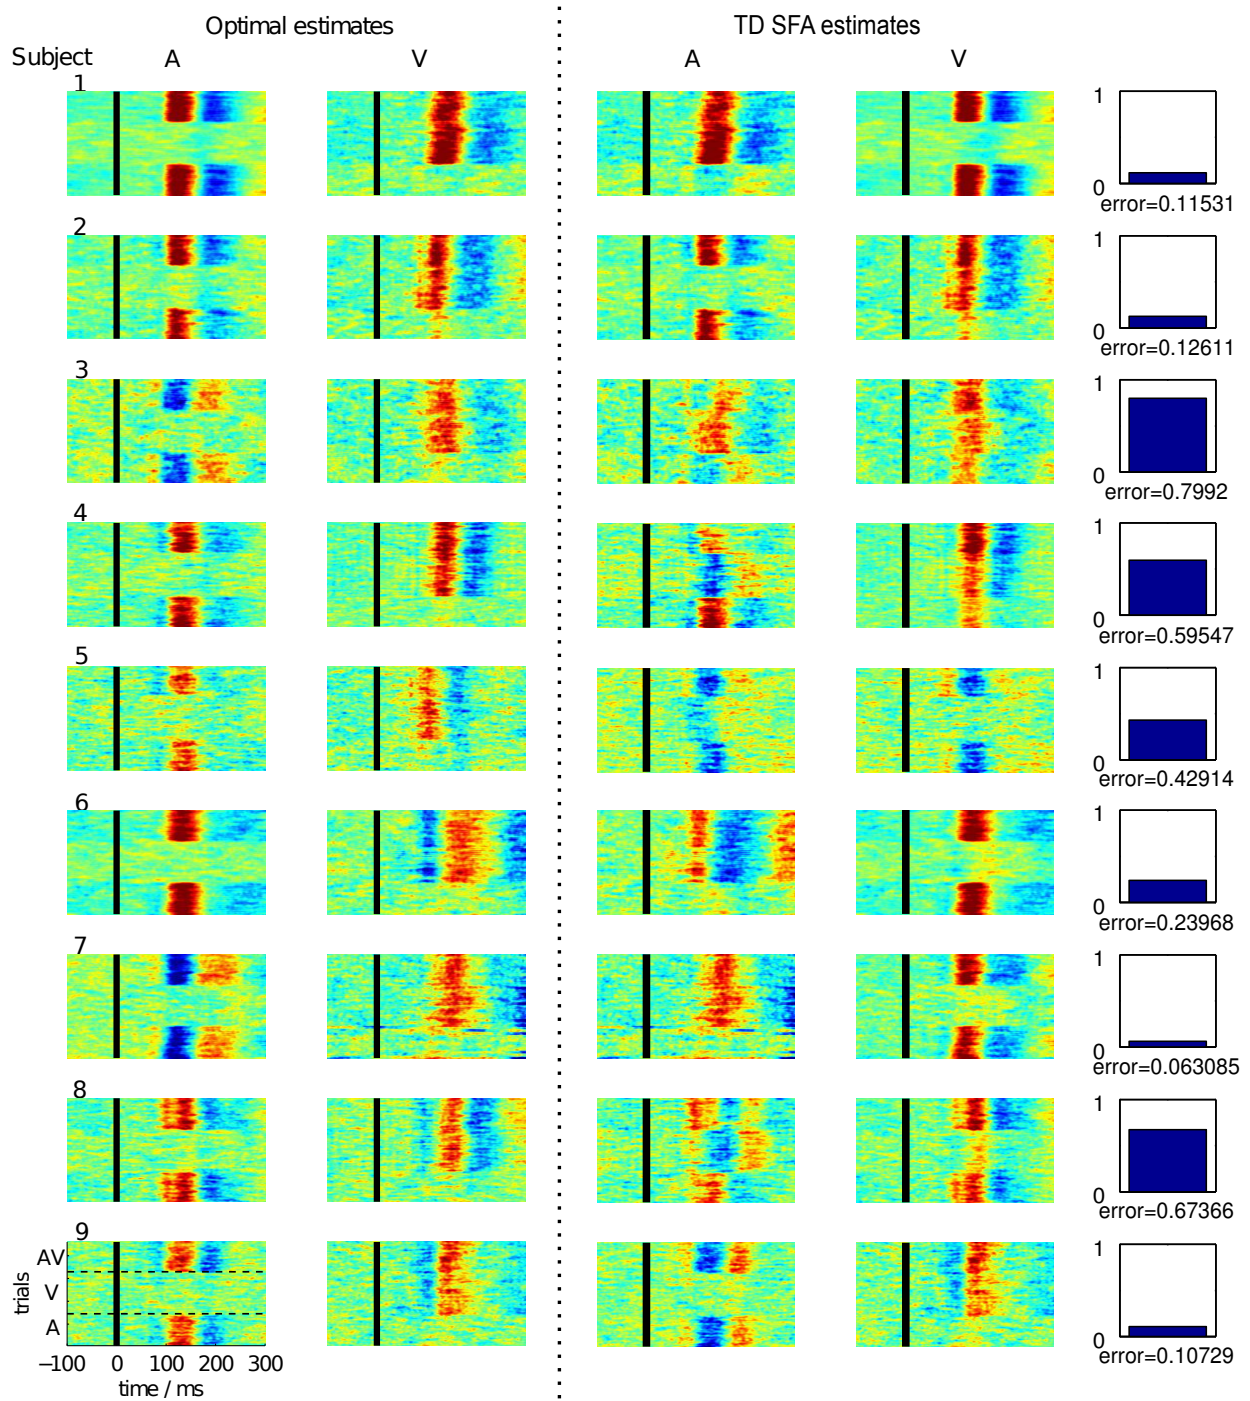 Optimal estimates
TD SFA estimates
Subject
A
V
A
V
1
1
0
error=0.11531
2
1
0
error=0.12611
3
1
0
error=0.7992
4
1
0
error=0.59547
5
1
0
error=0.42914
6
1
0
error=0.23968
7
1
0
error=0.063085
8
1
0
error=0.67366
9
1
0
error=0.10729
trials
AV
V
A
−100 0 100 200 300
time / ms